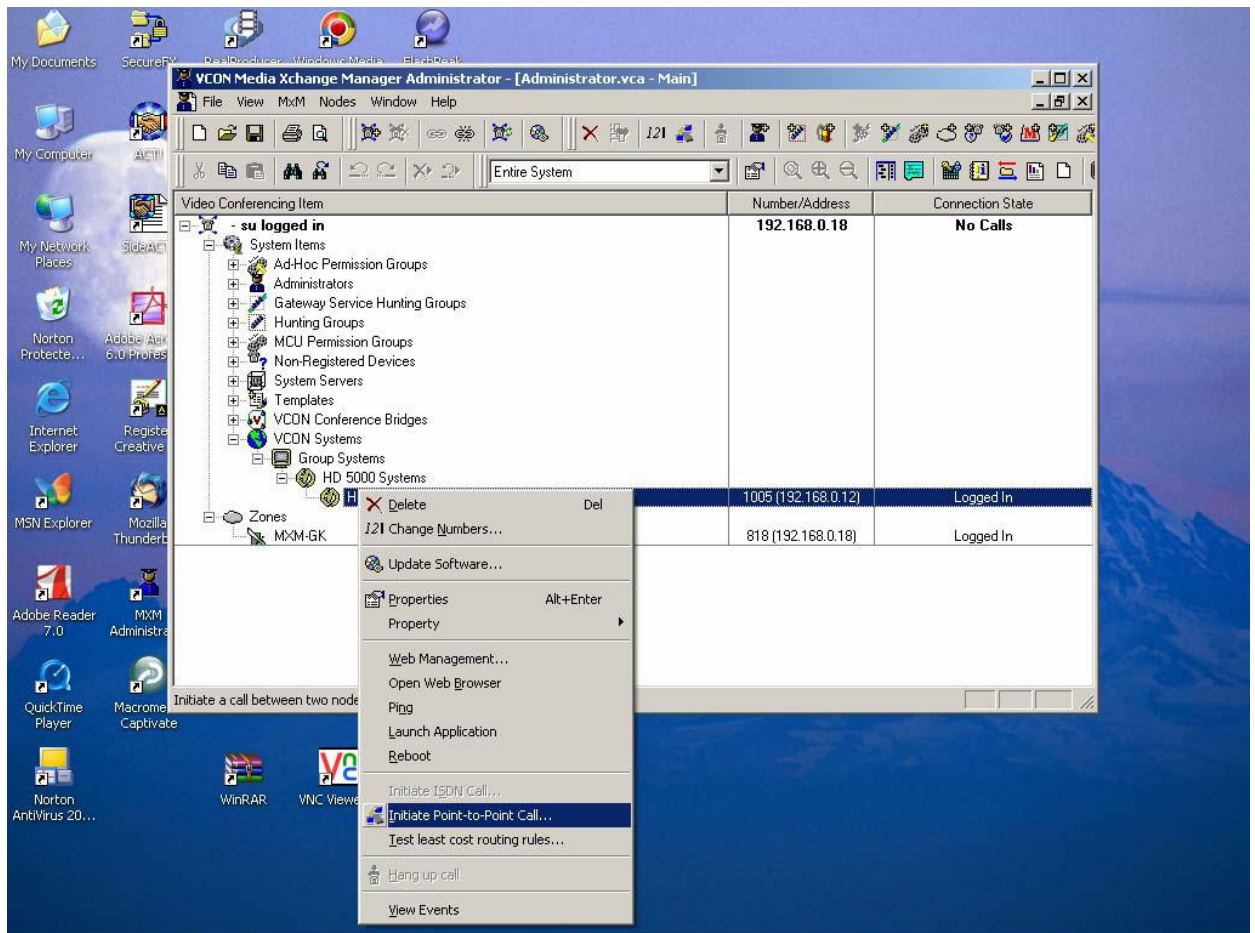 My Documents
VCON Media Xchange Manager Administrator - [Administrator.vca - Main]
File View MxM Nodes Window Help
121
Entire System
Video Conferencing Item Number/Address Connection State
- su logged in 192.168.0.18 No Calls
System Items
Ad-Hoc Permission Groups
Administrators
Gateway Service Hunting Groups
Hunting Groups
MCU Permission Groups
Non-Registered Devices
System Servers
Templates
VCON Conference Bridges
VCON Systems
Group Systems
HD 5000 Systems
H 1005 (192.168.0.12) Logged In
Zones
MXM-GK 818 (192.168.0.18) Logged In
Delete Del
121 Change Numbers...
Update Software...
Properties Alt+Enter
Property
Web Management...
Open Web Browser
Ping
Launch Application
Reboot
Initiate ISDN Call...
Initiate Point-to-Point Call...
Test least cost routing rules...
Hang up call
View Events
Initiate a call between two node
My Computer
My Network
Places
Norton
Protecte...
6.0
Internet
Explorer
Registe
Creative
MSN Explorer
Mozilla
Thunderb
Adobe Reader
7.0
MXM
Administra
QuickTime
Player
Macrome
Captivate
Norton
AntiVirus 20...
WinRAR
VNC Viewe